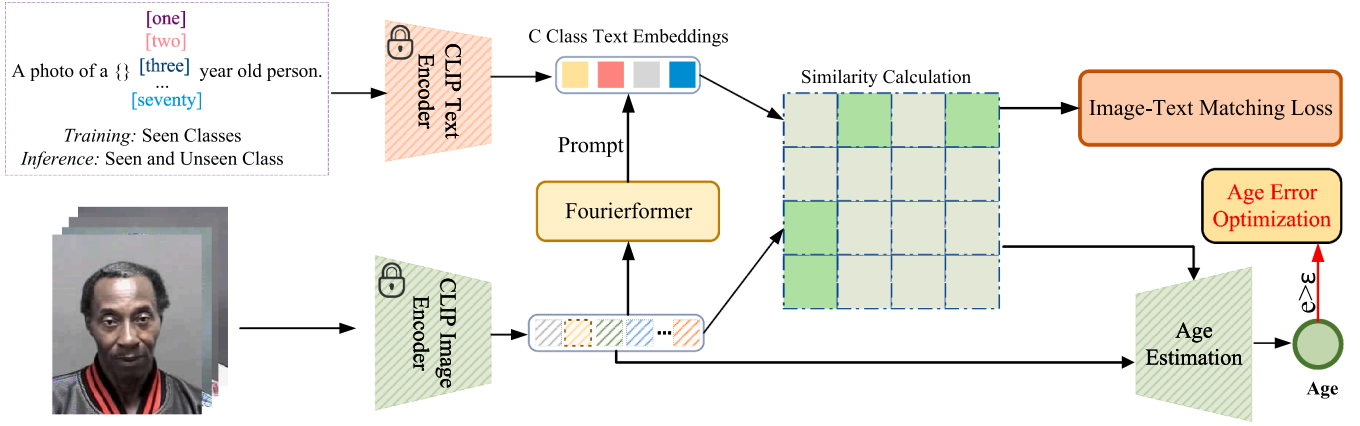 [one]
[two]
A photo of a {} [three] year old person.
...
[seventy]
Training: Seen Classes
Inference: Seen and Unseen Class
CLIP Text
Encoder
C Class Text Embeddings
Prompt
Fourierformer
CLIP Image
Encoder
...
Similarity Calculation
Image-Text Matching Loss
Age Error
Optimization
e>ε
Age
Estimation
Age